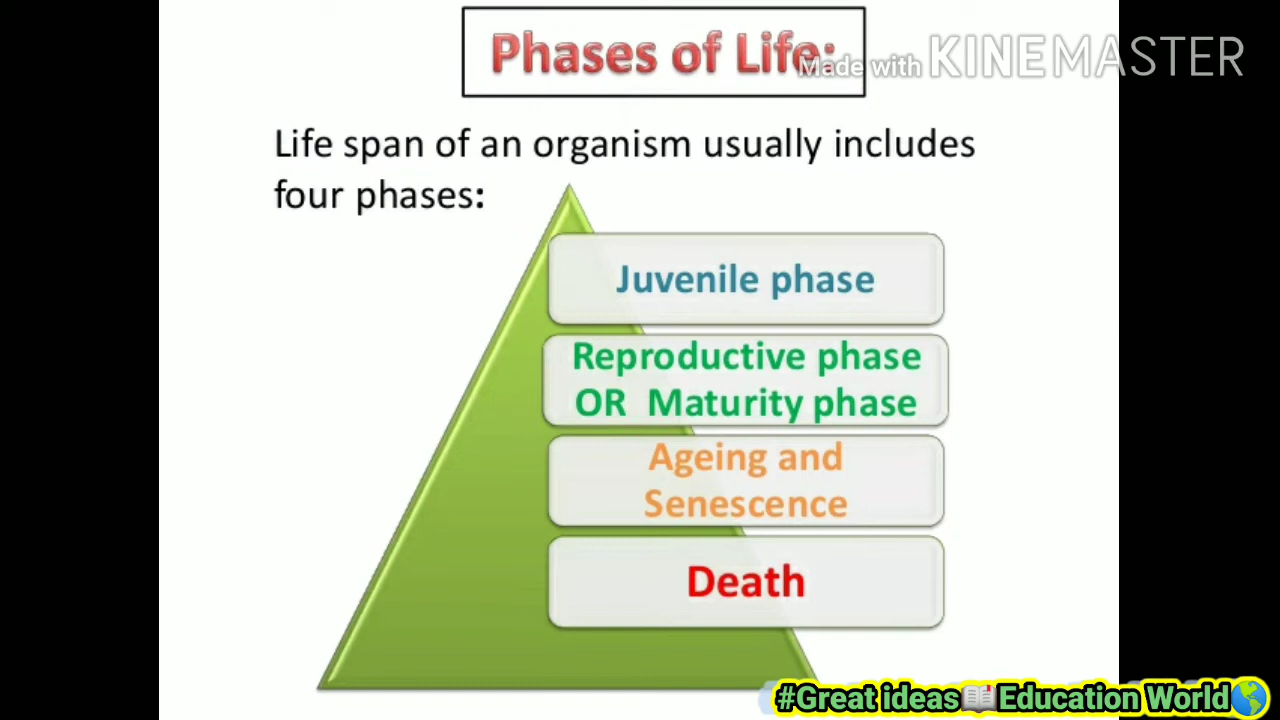 Phases of Life:
Made with KINEMASTER
Life span of an organism usually includes
four phases:
Juvenile phase
Reproductive phase
OR Maturity phase
Ageing and
Senescence
Death
#Great ideas📖Education World🌎